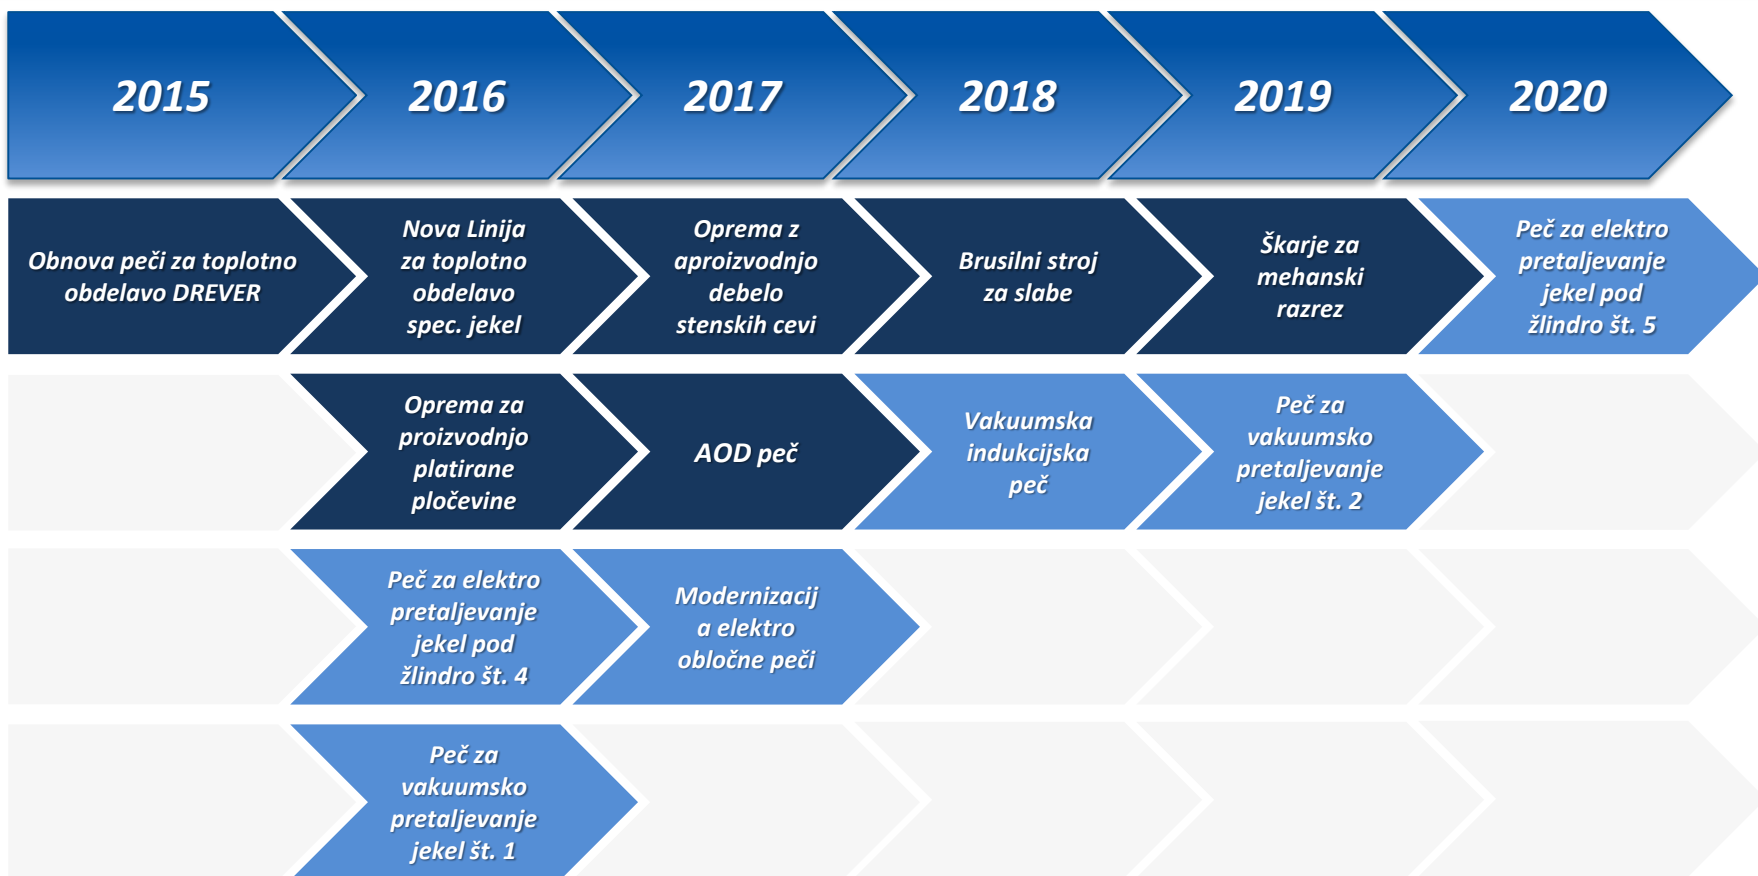 2015
2016
2017
2018
2019
2020
Obnova peči za toplotno
obdelavo DREVER
Nova Linija
za toplotno
obdelavo
spec. jekel
Oprema z
aproizvodnjo
debelo
stenskih cevi
Brusilni stroj
za slabe
Škarje za
mehanski
razrez
Peč za elektro
pretaljevanje
jekel pod
žlindro št. 5
Oprema za
proizvodnjo
platirane
pločevine
AOD peč
Vakuumska
indukcijska
peč
Peč za
vakuumsko
pretaljevanje
jekel št. 2
Peč za elektro
pretaljevanje
jekel pod
žlindro št. 4
Modernizacij
a elektro
obločne peči
Peč za
vakuumsko
pretaljevanje
jekel št. 1